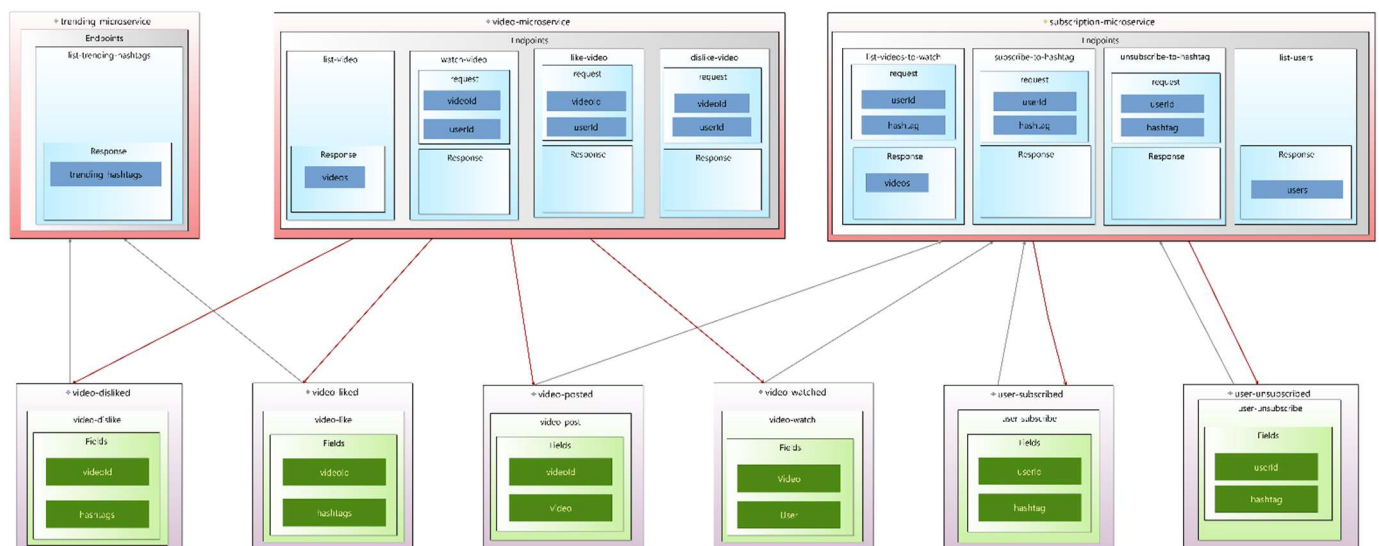 trending_microservice
Endpoints
list-trending-hashtags
Response
trending_hashtags
video-microservice
Endpoints
list-video
Response
videos
watch-video
request
videoId
userId
Response
like-video
request
videoId
userId
Response
dislike-video
request
videoId
userId
Response
subscription-microservice
Endpoints
list-videos-to-watch
request
userId
hashtag
Response
videos
subscribe-to-hashtag
request
userId
hashtag
Response
unsubscribe-to-hashtag
request
userId
hashtag
Response
list-users
Response
users
video-disliked
video-dislike
Fields
videoId
hashtags
video-liked
video-like
Fields
videoId
hashtags
video-posted
video-post
Fields
videoId
video
video-watched
video-watch
Fields
Video
User
user-subscribed
user-subscribe
Fields
userId
hashtag
user-unsubscribed
user-unsubscribe
Fields
userId
hashtag